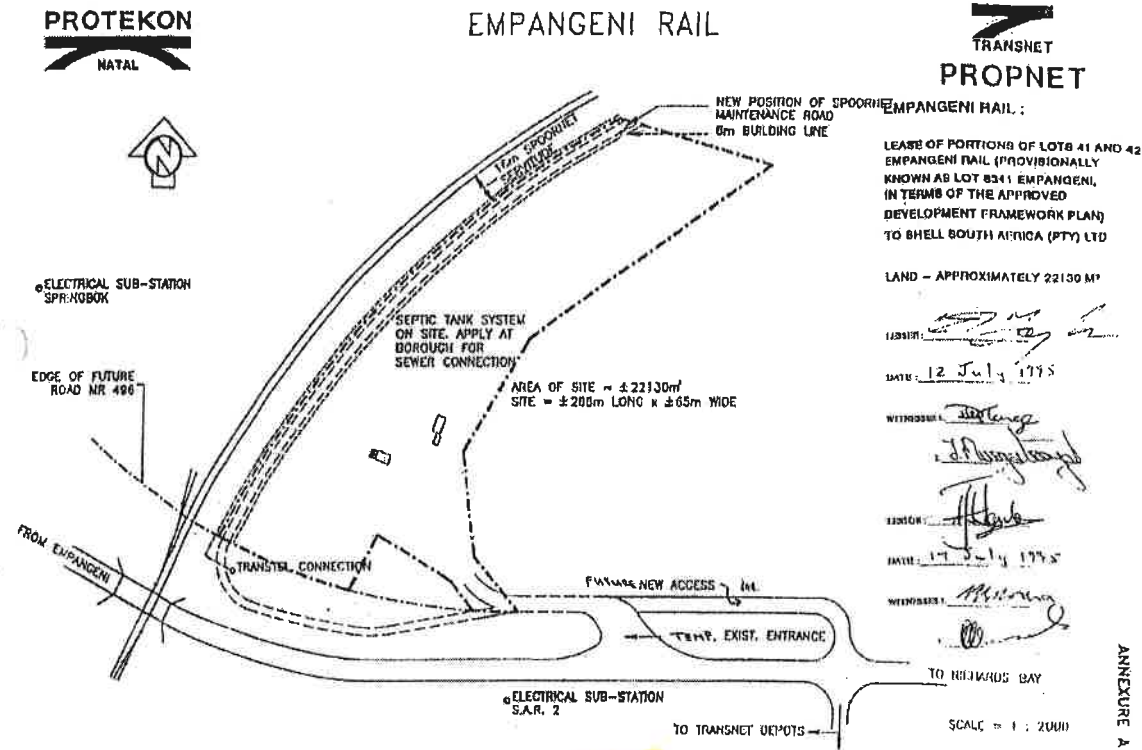 PROTEKON
NATAL
EMPANGENI RAIL
TRANSNET
PROPNET
EMPANGENI RAIL :
LEASE OF PORTIONS OF LOTS 41 AND 42
EMPANGENI RAIL (PROVISIONALLY
KNOWN AS LOT 8341 EMPANGENI,
IN TERMS OF THE APPROVED
DEVELOPMENT FRAMEWORK PLAN)
TO SHELL SOUTH AFRICA (PTY) LTD
LAND - APPROXIMATELY 22130 M²
NEW POSITION OF SPOORNET
MAINTENANCE ROAD
6m BUILDING LINE
SPOORNET
SERVITUDE
N
ELECTRICAL SUB-STATION
SPRINGBOK
SEPTIC TANK SYSTEM
ON SITE. APPLY AT
BOROUGH FOR
SEWER CONNECTION
EDGE OF FUTURE
ROAD NR 496
AREA OF SITE = ±22130m²
SITE = ±200m LONG x ±65m WIDE
LESSEE:
DATE: 12 July 1995
WITNESSES:
LESSOR:
DATE: 17 July 1995
WITNESSES:
FROM EMPANGENI
TRANSTEL CONNECTION
FUTURE NEW ACCESS
TEMP. EXIST. ENTRANCE
TO RICHARDS BAY
ELECTRICAL SUB-STATION
S.A.R. 2
TO TRANSNET DEPOTS
SCALE = 1 : 2000
ANNEXURE A